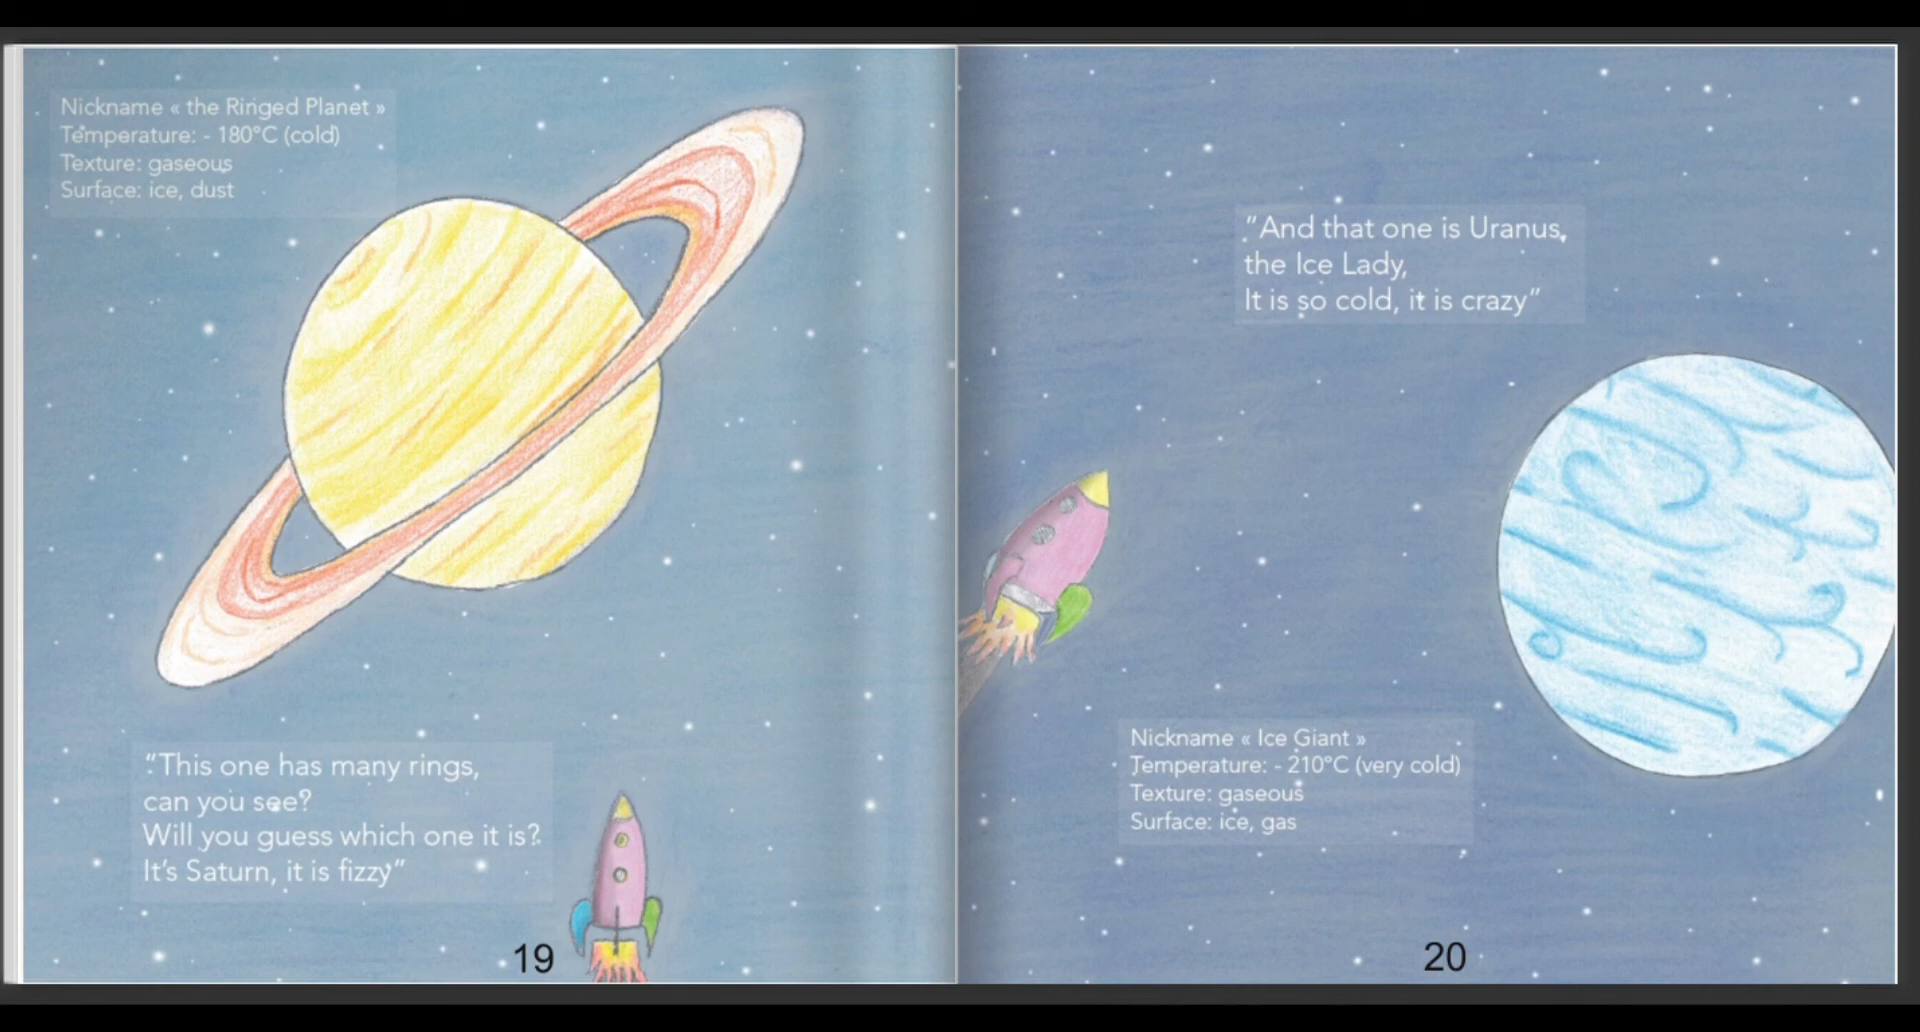 Nickname « the Ringed Planet »
Temperature: - 180°C (cold)
Texture: gaseous
Surface: ice, dust
"This one has many rings,
can you see?
Will you guess which one it is?
It's Saturn, it is fizzy"
19
"And that one is Uranus,
the Ice Lady,
It is so cold, it is crazy"
Nickname « Ice Giant »
Temperature: - 210°C (very cold)
Texture: gaseous
Surface: ice, gas
20